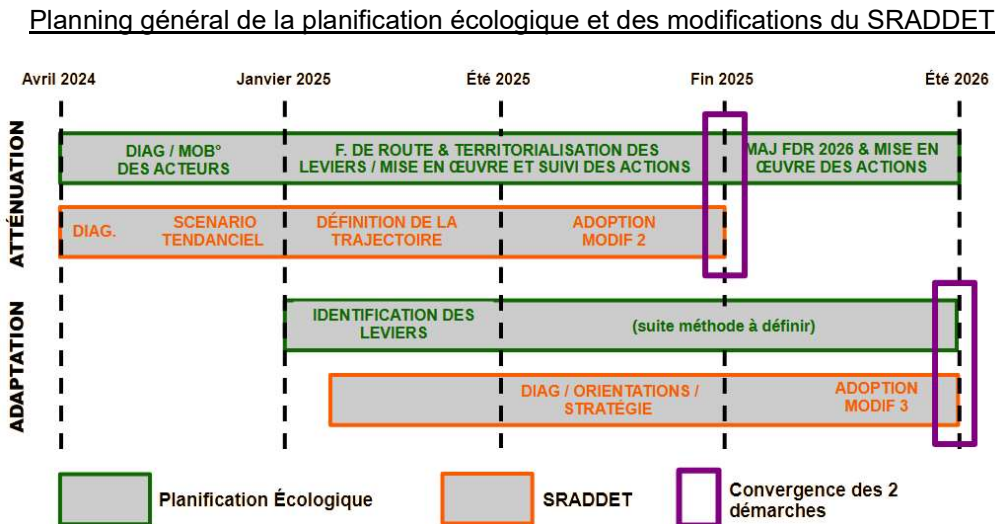 Planning général de la planification écologique et des modifications du SRADDET
Avril 2024
Janvier 2025
Été 2025
Fin 2025
Été 2026
ATTÉNUATION
DIAG / MOB°
DES ACTEURS
F. DE ROUTE & TERRITORIALISATION DES
LEVIERS / MISE EN ŒUVRE ET SUIVI DES ACTIONS
MAJ FDR 2026 & MISE EN
ŒUVRE DES ACTIONS
DIAG.
SCENARIO
TENDANCIEL
DÉFINITION DE LA
TRAJECTOIRE
ADOPTION
MODIF 2
ADAPTATION
IDENTIFICATION DES
LEVIERS
(suite méthode à définir)
DIAG / ORIENTATIONS /
STRATÉGIE
ADOPTION
MODIF 3
Planification Écologique
SRADDET
Convergence des 2
démarches